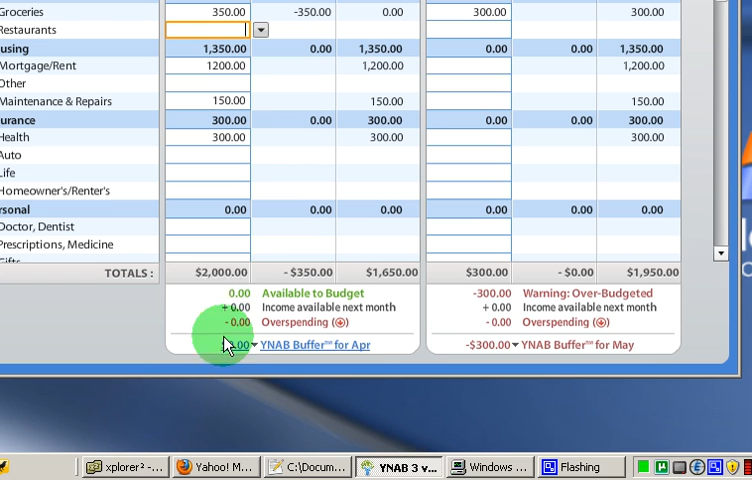 Groceries 350.00 -350.00 0.00 300.00 300.00
Restaurants
using 1,350.00 0.00 1,350.00 0.00 0.00 1,350.00
Mortgage/Rent 1200.00 1,200.00 1,200.00
Other
Maintenance & Repairs 150.00 150.00 150.00
urance 300.00 0.00 300.00 0.00 0.00 300.00
Health 300.00 300.00 300.00
Auto
Life
Homeowner's/Renter's
rsonal 0.00 0.00 0.00 0.00 0.00 0.00
Doctor, Dentist
Prescriptions, Medicine
Gifts
TOTALS : $2,000.00 - $350.00 $1,650.00 $300.00 - $0.00 $1,950.00
0.00 Available to Budget -300.00 Warning: Over-Budgeted
+ 0.00 Income available next month + 0.00 Income available next month
- 0.00 Overspending - 0.00 Overspending
.00 YNAB Buffer™ for Apr -$300.00 YNAB Buffer™ for May
xplorer² -... Yahoo! M... C:\Docum... YNAB 3 v... Windows ... Flashing